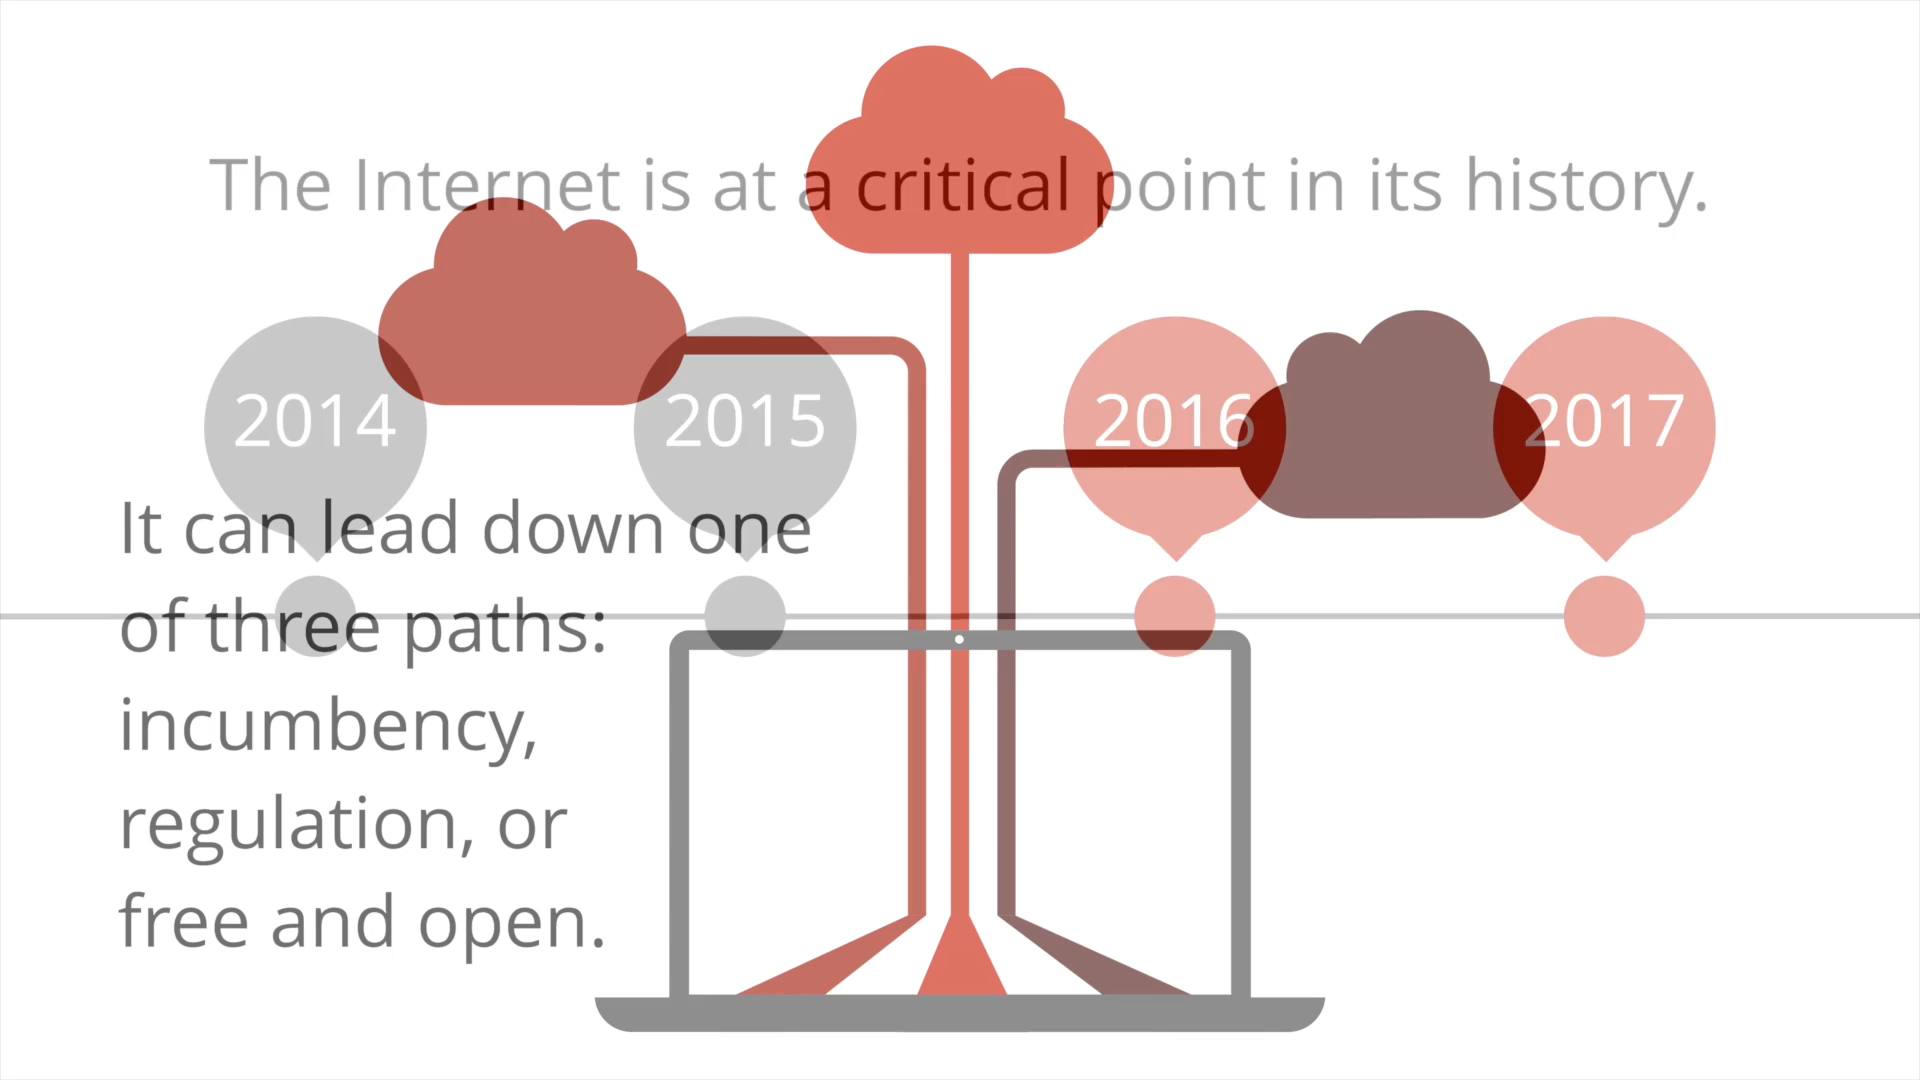 The Internet is at a critical point in its history.
2014 2015 2016 2017
It can lead down one
of three paths:
incumbency,
regulation, or
free and open.